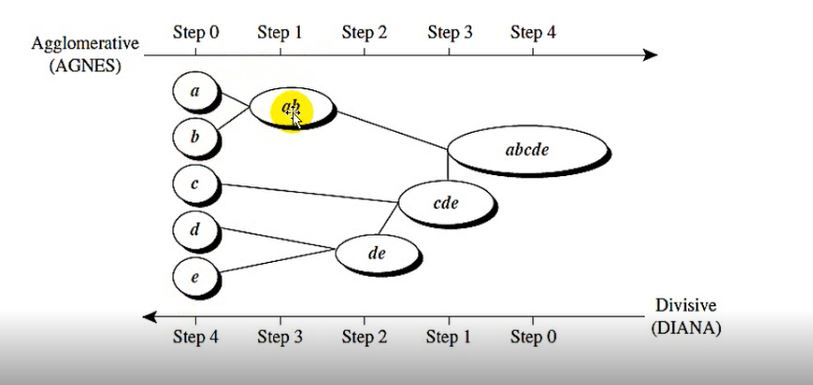 Step 0 Step 1 Step 2 Step 3 Step 4
Agglomerative
(AGNES)
a
ab
b
abcde
c
cde
d
de
e
Divisive
(DIANA)
Step 4 Step 3 Step 2 Step 1 Step 0